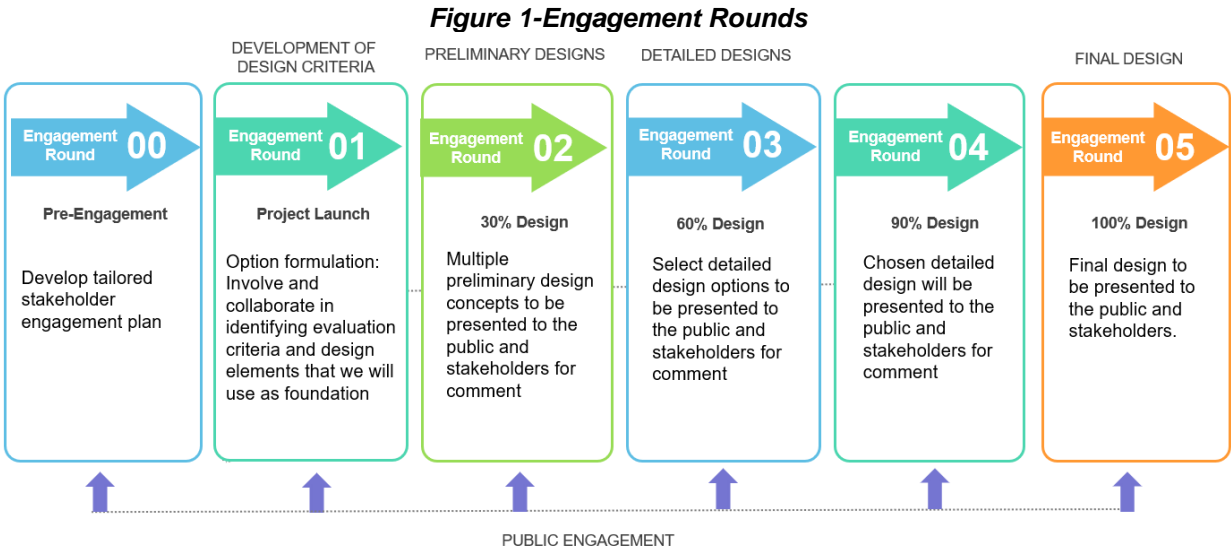 Figure 1-Engagement Rounds
DEVELOPMENT OF
DESIGN CRITERIA
PRELIMINARY DESIGNS
DETAILED DESIGNS
FINAL DESIGN
Engagement
Round
00
Pre-Engagement
Develop tailored
stakeholder
engagement plan
Engagement
Round
01
Project Launch
Option formulation:
Involve and
collaborate in
identifying evaluation
criteria and design
elements that we will
use as foundation
Engagement
Round
02
30% Design
Multiple
preliminary design
concepts to be
presented to the
public and
stakeholders for
comment
Engagement
Round
03
60% Design
Select detailed
design options to
be presented to
the public and
stakeholders for
comment
Engagement
Round
04
90% Design
Chosen detailed
design will be
presented to the
public and
stakeholders for
comment
Engagement
Round
05
100% Design
Final design to
be presented to
the public and
stakeholders.
PUBLIC ENGAGEMENT